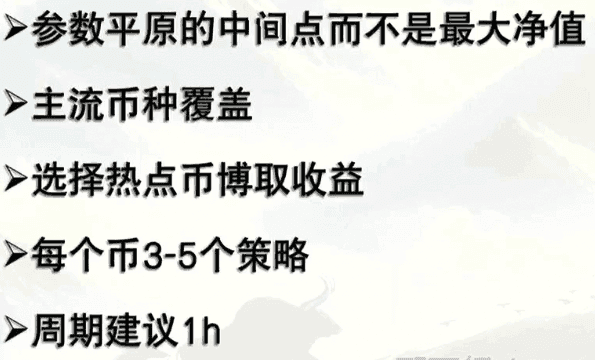 ➢参数平原的中间点而不是最大净值
➢主流币种覆盖
➢选择热点币博取收益
➢每个币3-5个策略
➢周期建议1h